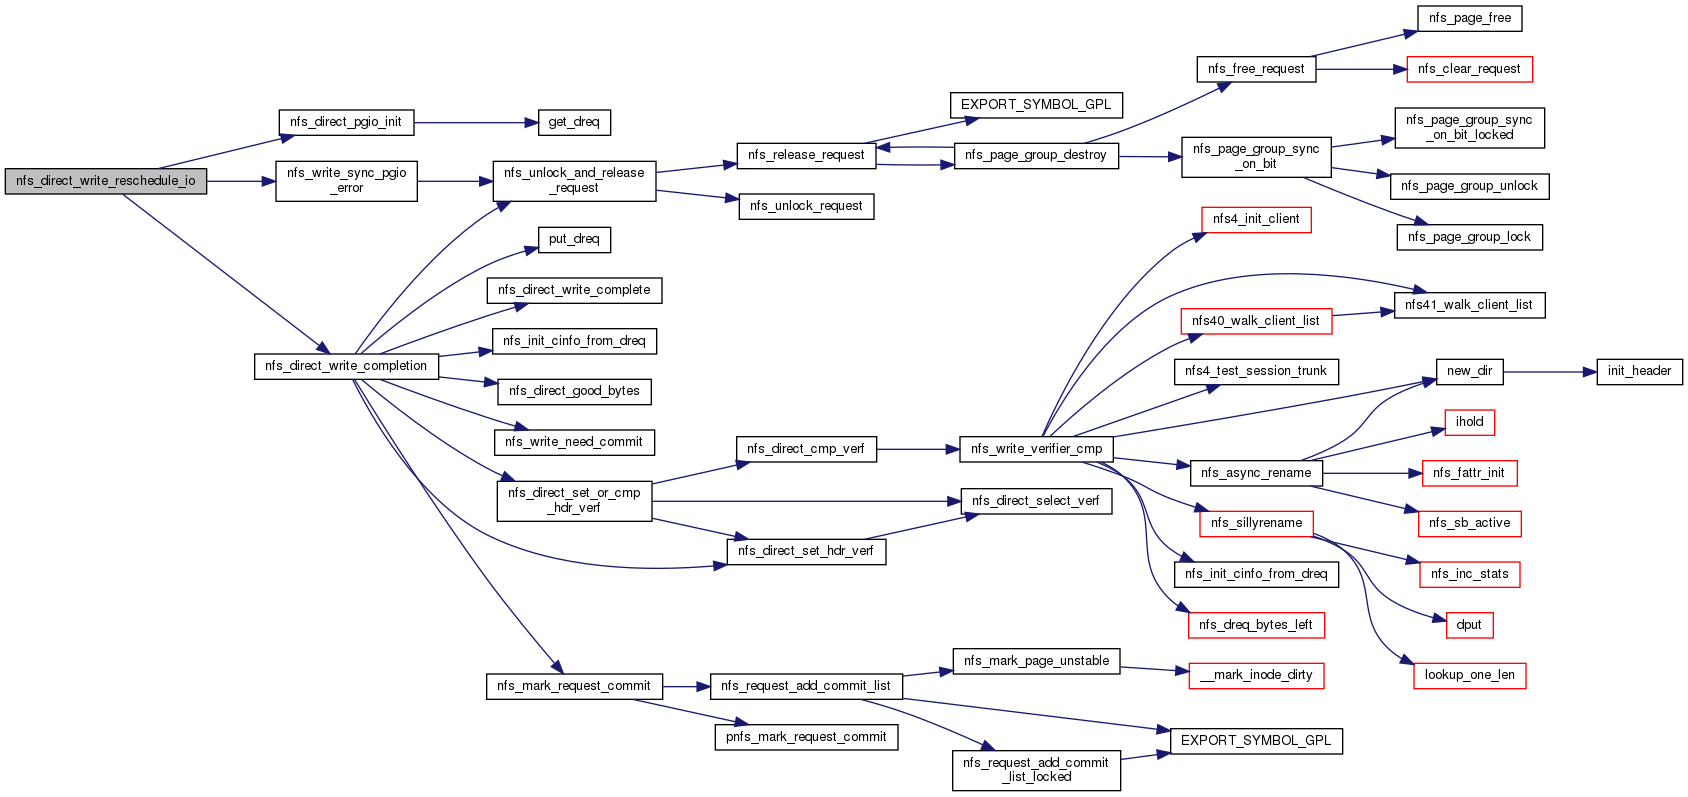 nfs_page_free
nfs_free_request
nfs_clear_request
EXPORT_SYMBOL_GPL
nfs_direct_pgio_init
get_dreq
nfs_page_group_sync
_on_bit_locked
nfs_release_request
nfs_page_group_destroy
nfs_page_group_sync
_on_bit
nfs_direct_write_reschedule_io
nfs_write_sync_pgio
_error
nfs_unlock_and_release
_request
nfs_page_group_unlock
nfs_unlock_request
nfs4_init_client
nfs_page_group_lock
put_dreq
nfs_direct_write_complete
nfs41_walk_client_list
nfs40_walk_client_list
nfs_init_cinfo_from_dreq
nfs_direct_write_completion
nfs4_test_session_trunk
new_dir
init_header
nfs_direct_good_bytes
ihold
nfs_write_need_commit
nfs_direct_cmp_verf
nfs_write_verifier_cmp
nfs_async_rename
nfs_fattr_init
nfs_direct_set_or_cmp
_hdr_verf
nfs_direct_select_verf
nfs_sillyrename
nfs_sb_active
nfs_direct_set_hdr_verf
nfs_init_cinfo_from_dreq
nfs_inc_stats
nfs_dreq_bytes_left
dput
nfs_mark_page_unstable
__mark_inode_dirty
lookup_one_len
nfs_mark_request_commit
nfs_request_add_commit_list
pnfs_mark_request_commit
EXPORT_SYMBOL_GPL
nfs_request_add_commit
_list_locked